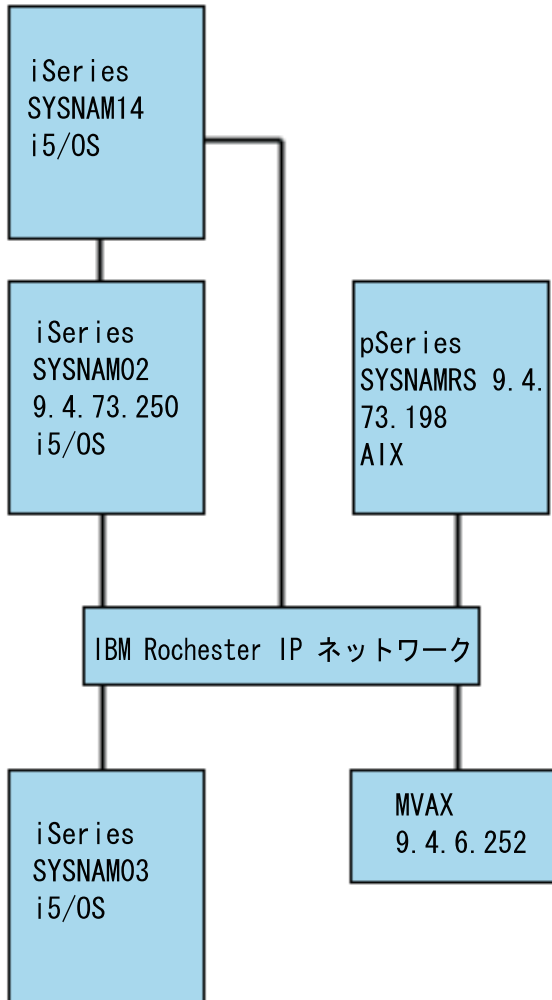 iSeries
SYSNAM14
i5/OS
iSeries
SYSNAM02
9.4.73.250
i5/OS
pSeries
SYSNAMRS 9.4.
73.198
AIX
IBM Rochester IP ネットワーク
iSeries
SYSNAM03
i5/OS
MVAX
9.4.6.252